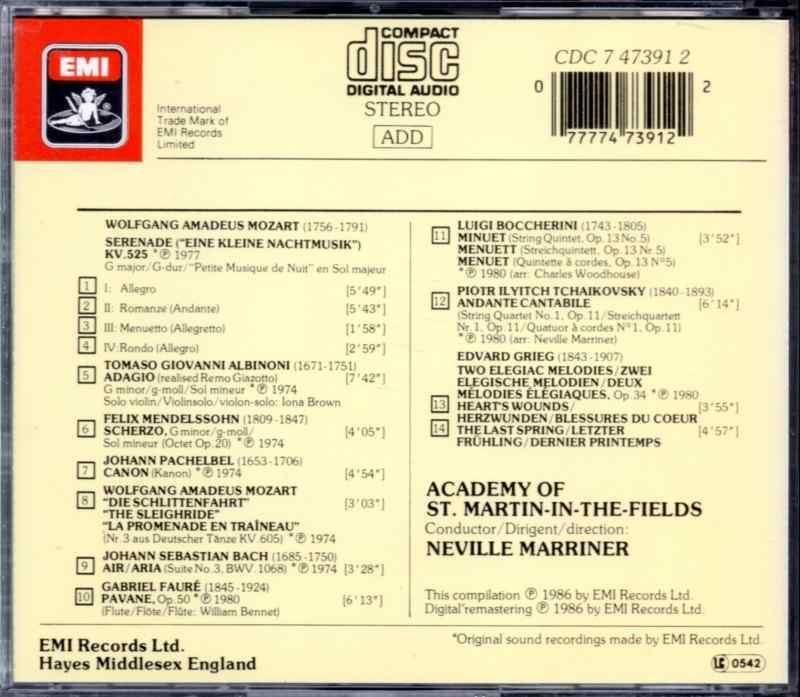 EMI
International
Trade Mark of
EMI Records
Limited
COMPACT
disc
DIGITAL AUDIO
STEREO
ADD
CDC 7 47391 2
0 77774 73912 2
WOLFGANG AMADEUS MOZART (1756-1791)
SERENADE ("EINE KLEINE NACHTMUSIK")
KV.525 *℗ 1977
G major/G-dur/"Petite Musique de Nuit" en Sol majeur
1 I: Allegro [5'49"]
2 II: Romanze (Andante) [5'43"]
3 III: Menuetto (Allegretto) [1'58"]
4 IV: Rondo (Allegro) [2'59"]
TOMASO GIOVANNI ALBINONI (1671-1751)
5 ADAGIO (realised Remo Giazotto) [7'42"]
G minor/g-moll/Sol mineur *℗ 1974
Solo violin/Violinsolo/violon-solo: Iona Brown
FELIX MENDELSSOHN (1809-1847)
6 SCHERZO, G minor/g-moll/ [4'05"]
Sol mineur (Octet Op.20) *℗ 1974
JOHANN PACHELBEL (1653-1706)
7 CANON (Kanon) *℗ 1974 [4'54"]
WOLFGANG AMADEUS MOZART
8 "DIE SCHLITTENFAHRT" [3'03"]
"THE SLEIGHRIDE"
"LA PROMENADE EN TRAÎNEAU"
(Nr.3 aus Deutscher Tänze KV.605) *℗ 1974
JOHANN SEBASTIAN BACH (1685-1750)
9 AIR/ARIA (Suite No.3, BWV. 1068) *℗ 1974 [3'28"]
GABRIEL FAURÉ (1845-1924)
10 PAVANE, Op.50 *℗ 1980 [6'13"]
(Flute/Flöte/Flûte: William Bennet)
LUIGI BOCCHERINI (1743-1805)
11 MINUET (String Quintet, Op.13 No.5) [3'52"]
MENUETT (Streichquintett, Op.13 Nr.5)
MENUET (Quintette à cordes, Op.13 N°5)
*℗ 1980 (arr: Charles Woodhouse)
PIOTR ILYITCH TCHAIKOVSKY (1840-1893)
12 ANDANTE CANTABILE [6'14"]
(String Quartet No.1, Op.11/Streichquartett
Nr.1, Op.11/Quatuor à cordes N°1, Op.11)
*℗ 1980 (arr: Neville Marriner)
EDVARD GRIEG (1843-1907)
TWO ELEGIAC MELODIES/ZWEI
ELEGISCHE MELODIEN/DEUX
MÉLODIES ÉLÉGIAQUES, Op.34 *℗ 1980
13 HEART'S WOUNDS/ [3'55"]
HERZWUNDEN/BLESSURES DU COEUR
14 THE LAST SPRING/LETZTER [4'57"]
FRÜHLING/DERNIER PRINTEMPS
ACADEMY OF
ST. MARTIN-IN-THE-FIELDS
Conductor/Dirigent/direction:
NEVILLE MARRINER
This compilation ℗ 1986 by EMI Records Ltd.
Digital remastering ℗ 1986 by EMI Records Ltd.
*Original sound recordings made by EMI Records Ltd.
EMI Records Ltd.
Hayes Middlesex England
LC 0542